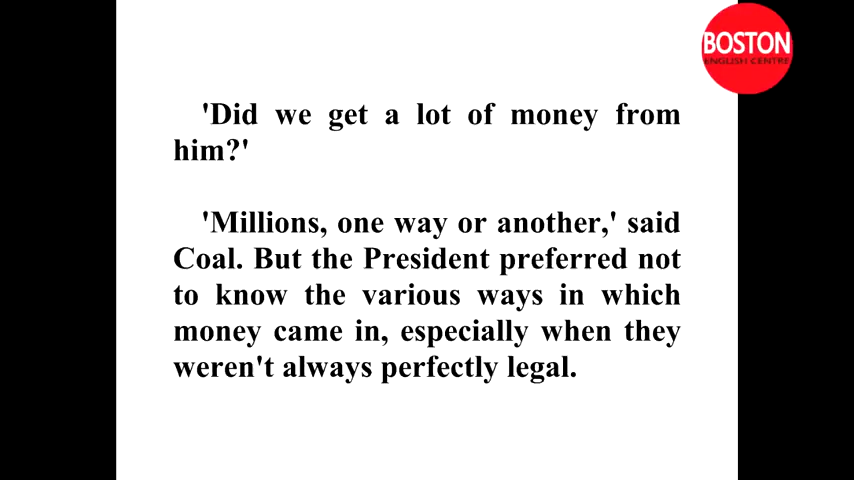 BOSTON
ENGLISH CENTRE
'Did we get a lot of money from
him?'
'Millions, one way or another,' said
Coal. But the President preferred not
to know the various ways in which
money came in, especially when they
weren't always perfectly legal.